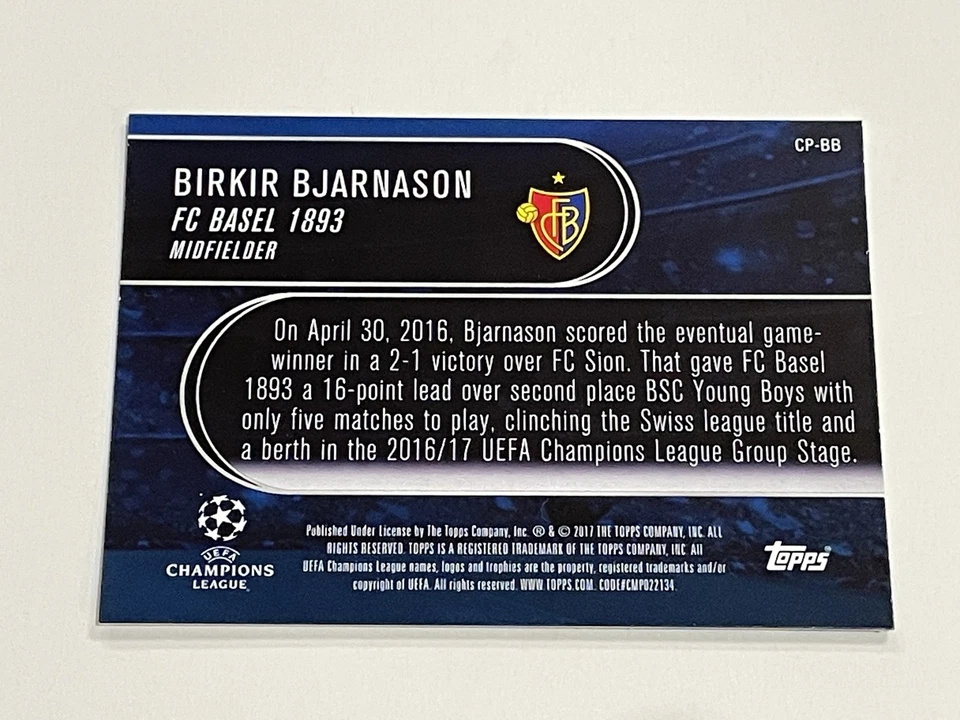 CP-BB
BIRKIR BJARNASON
FC BASEL 1893
MIDFIELDER
FCB
On April 30, 2016, Bjarnason scored the eventual game-
winner in a 2-1 victory over FC Sion. That gave FC Basel
1893 a 16-point lead over second place BSC Young Boys with
only five matches to play, clinching the Swiss league title and
a berth in the 2016/17 UEFA Champions League Group Stage.
UEFA
CHAMPIONS
LEAGUE
Published Under License by The Topps Company, Inc. ® & © 2017 THE TOPPS COMPANY, INC. ALL
RIGHTS RESERVED. TOPPS IS A REGISTERED TRADEMARK OF THE TOPPS COMPANY, INC. All
UEFA Champions League names, logos and trophies are the property, registered trademarks and/or
copyright of UEFA. All rights reserved. WWW.TOPPS.COM. CODE#CMP022134
topps®